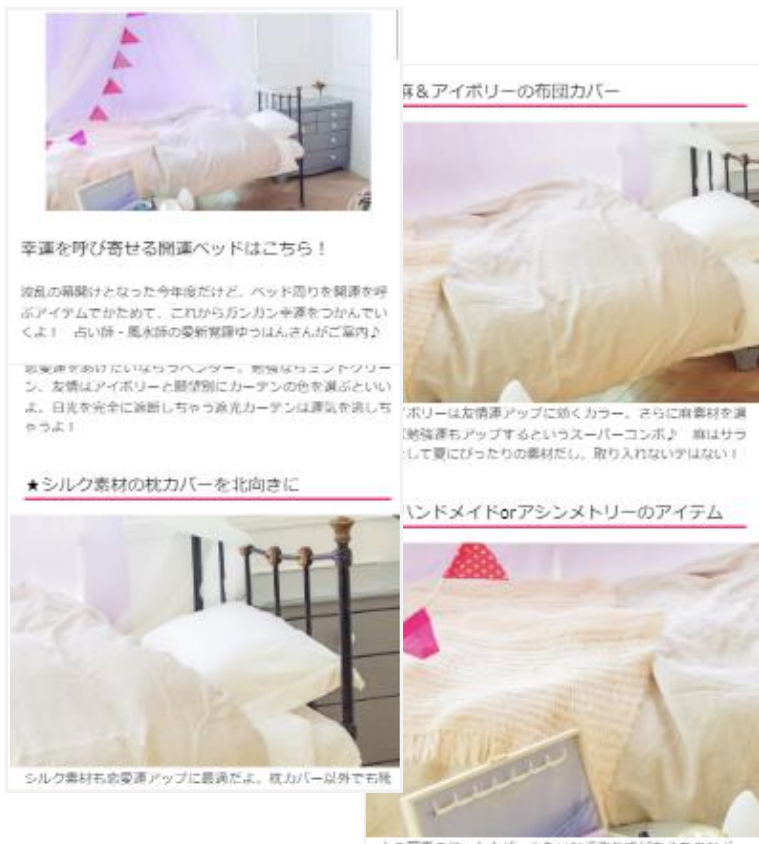 幸運を呼び寄せる開運ベッドはこちら！
波乱の幕開けとなった今年度だけど、ベッド周りを開運を呼
ぶアイテムでかためて、これからガンガン幸運をつかんでい
くよ！　占い師・風水師の愛新覚羅ゆうはんさんがご案内♪
恋愛運をあげたいならラベンダー。勉強ならミントグリー
ン、友情はアイボリーと願望別にカーテンの色を選ぶといい
よ。日光を完全に遮断しちゃう遮光カーテンは運気を逃しち
ゃうよ！
★シルク素材の枕カバーを北向きに
シルク素材も恋愛運アップに最適だよ。枕カバー以外でも
麻＆アイボリーの布団カバー
ボリーは友情運アップに効くカラー。さらに麻素材を選
勉強運もアップするというスーパーコンボ♪　麻はサラ
して夏にぴったりの素材だし、取り入れないテはない！
ハンドメイドorアシンメトリーのアイテム